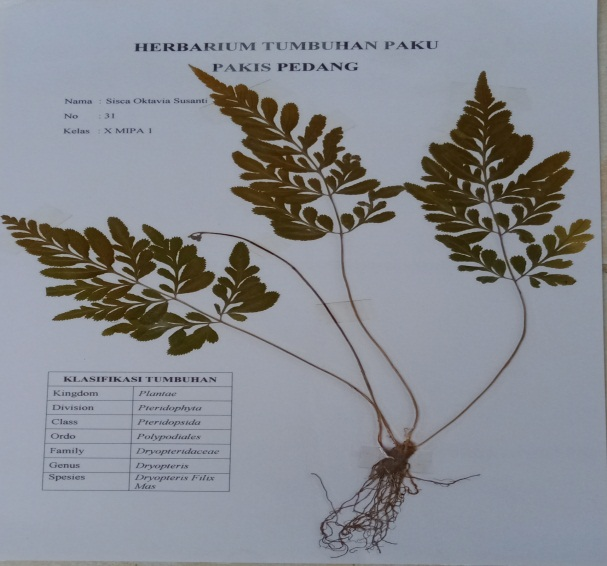 HERBARIUM TUMBUHAN PAKU
PAKIS PEDANG
Nama : Sisca Oktavia Susanti
No : 31
Kelas : X MIPA 1
KLASIFIKASI TUMBUHAN
Kingdom Plantae
Division Pteridophyta
Class Pteridopsida
Ordo Polypodiales
Family Dryopteridaceae
Genus Dryopteris
Spesies Dryopteris Filix
Mas